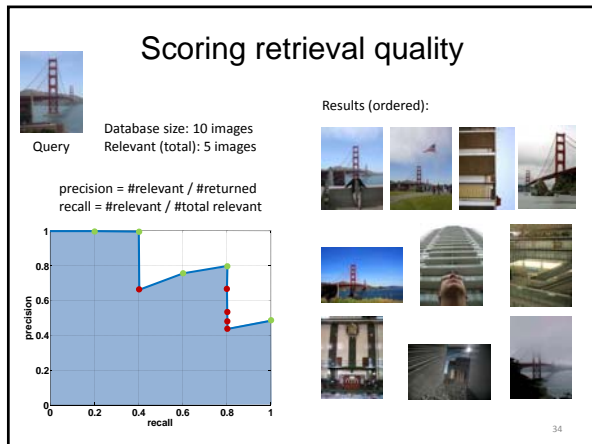 Scoring retrieval quality
Query
Database size: 10 images
Relevant (total): 5 images
precision = #relevant / #returned
recall = #relevant / #total relevant
Results (ordered):
1
0.8
0.6
0.4
0.2
0
precision
0 0.2 0.4 0.6 0.8 1
recall
34